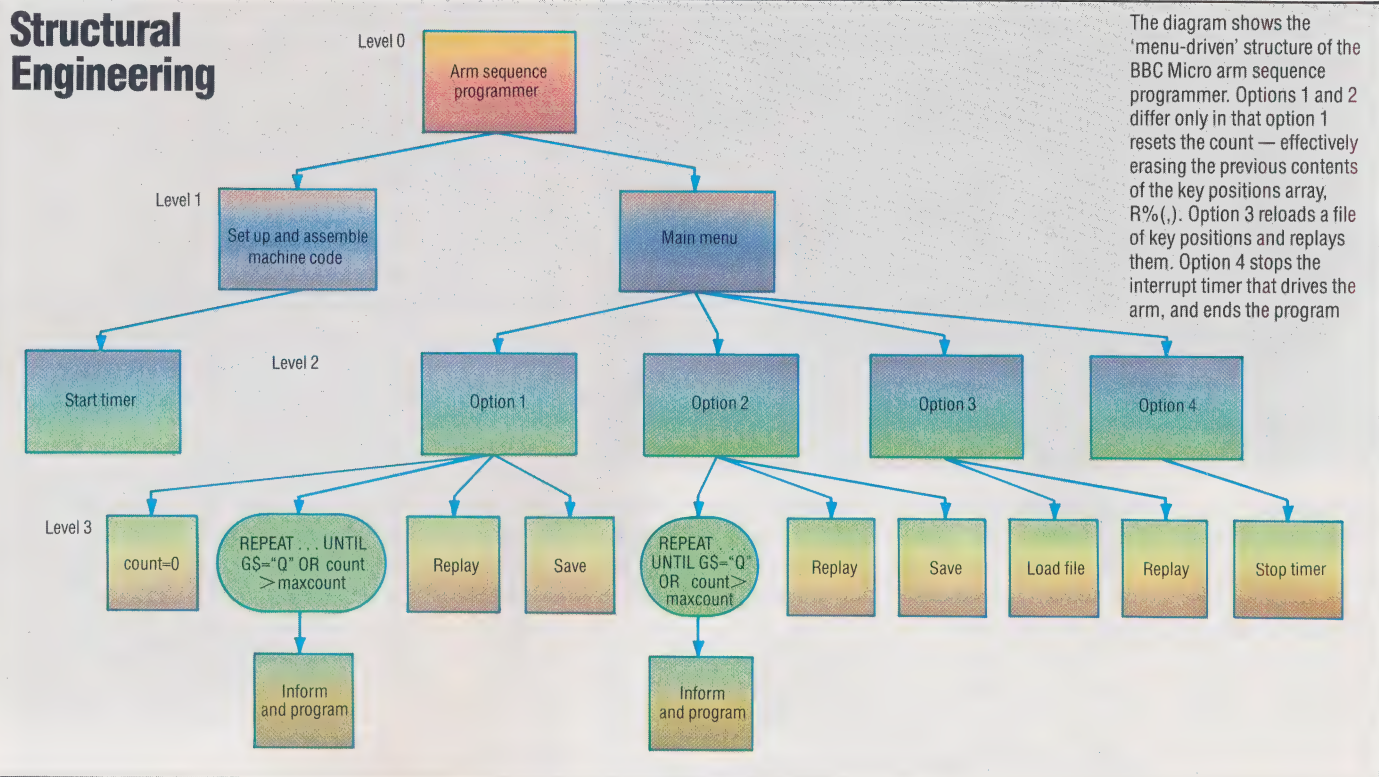 Structural
Engineering
Level 0
Arm sequence
programmer
The diagram shows the
‘menu-driven’ structure of the
BBC Micro arm sequence
programmer. Options 1 and 2
differ only in that option 1
resets the count — effectively
erasing the previous contents
of the key positions array,
R%(,). Option 3 reloads a file
of key positions and replays
them. Option 4 stops the
interrupt timer that drives the
arm, and ends the program
Level 1
Set up and assemble
machine code
Main menu
Level 2
Start timer
Option 1
Option 2
Option 3
Option 4
Level 3
count=0
REPEAT . . . UNTIL
G$="Q" OR count
>maxcount
Replay
Save
REPEAT .
UNTIL G$="Q"
OR count>
maxcount
Replay
Save
Load file
Replay
Stop timer
Inform
and program
Inform
and program